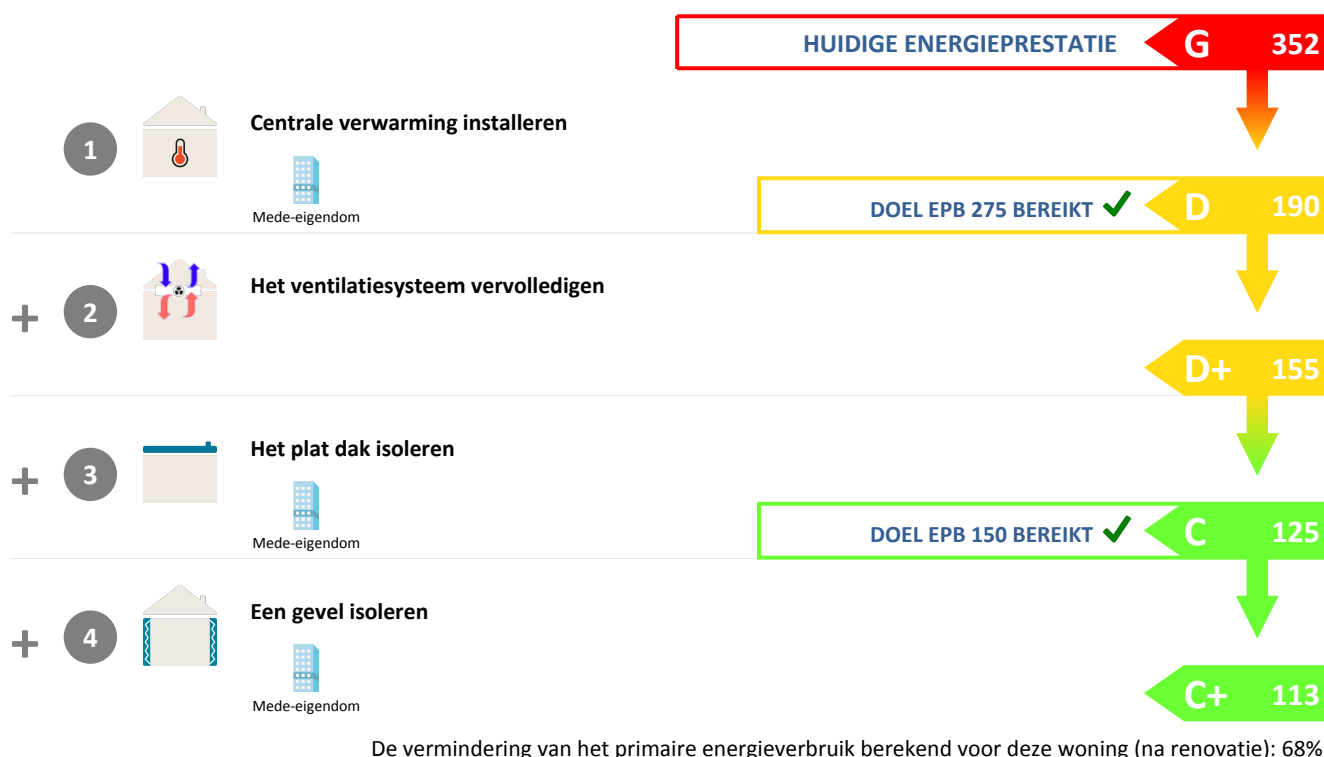 HUIDIGE ENERGIEPRESTATIE G 352
1 Centrale verwarming installeren
Mede-eigendom
DOEL EPB 275 BEREIKT D 190
+ 2 Het ventilatiesysteem vervolledigen
D+ 155
+ 3 Het plat dak isoleren
Mede-eigendom
DOEL EPB 150 BEREIKT C 125
+ 4 Een gevel isoleren
Mede-eigendom
C+ 113
De vermindering van het primaire energieverbruik berekend voor deze woning (na renovatie): 68%